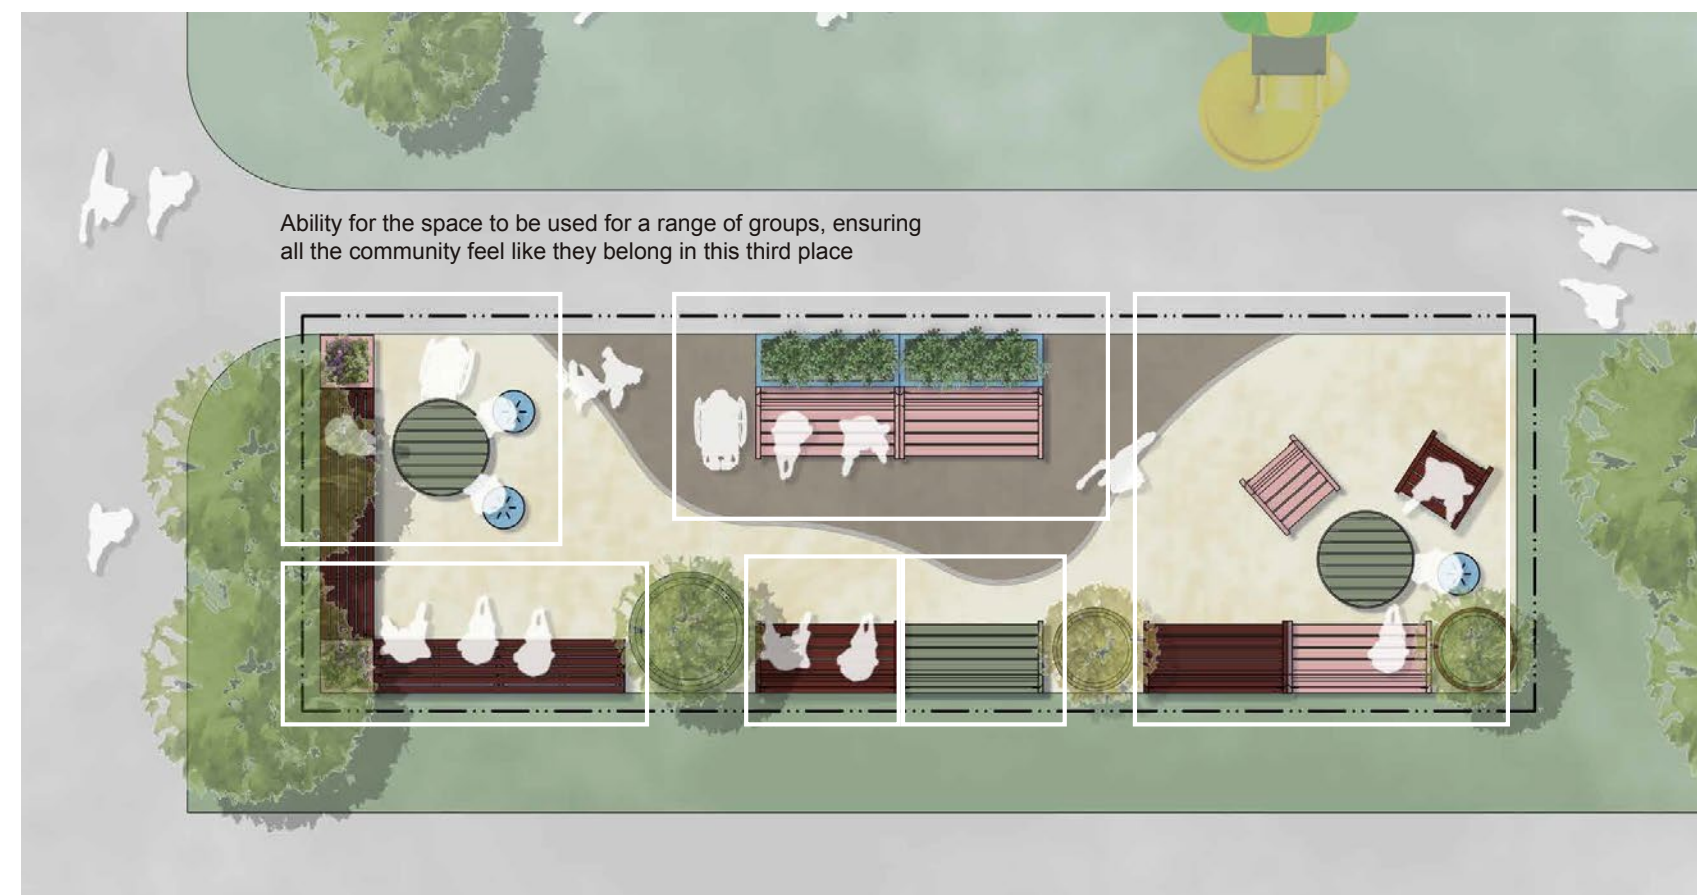 Ability for the space to be used for a range of groups, ensuring
all the community feel like they belong in this third place